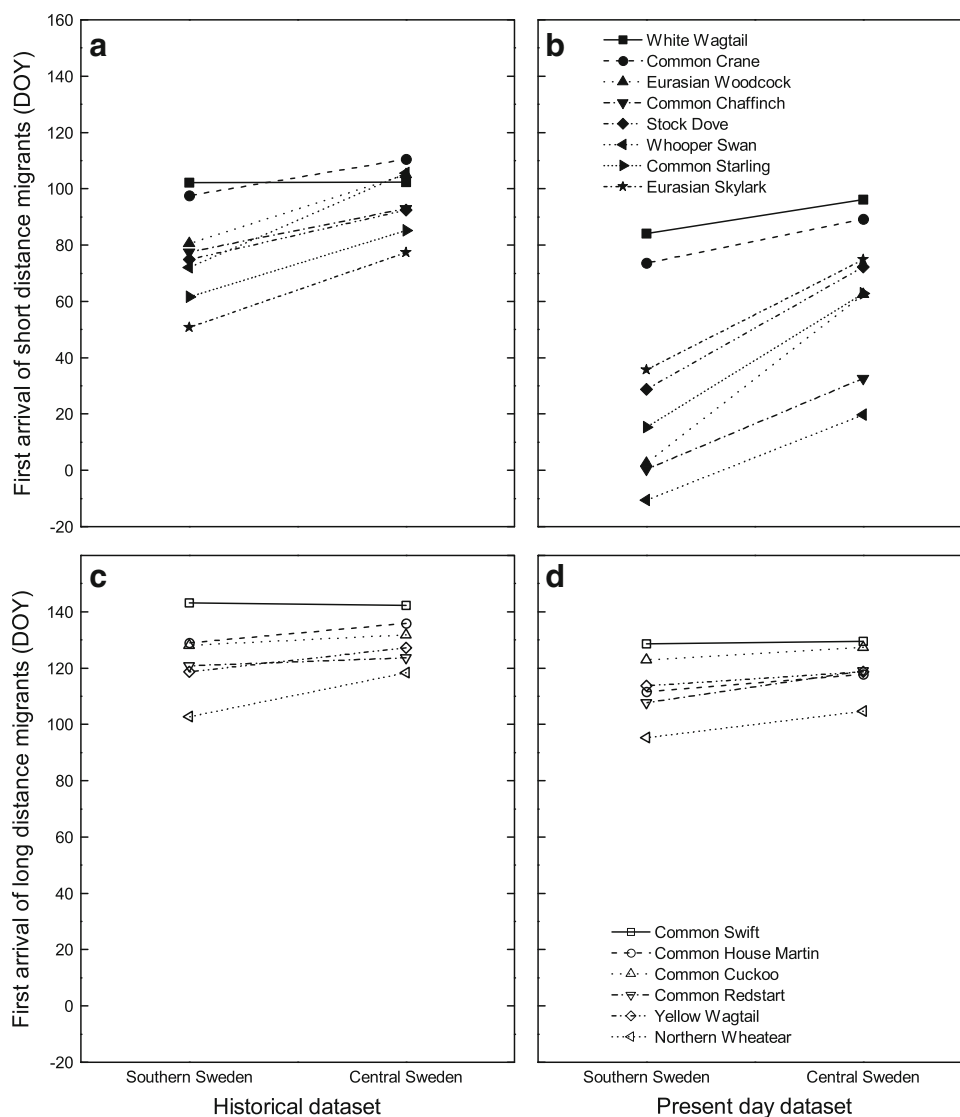 First arrival of short distance migrants (DOY)
160
140
120
100
80
60
40
20
0
-20
a
b
White Wagtail
Common Crane
Eurasian Woodcock
Common Chaffinch
Stock Dove
Whooper Swan
Common Starling
Eurasian Skylark
First arrival of long distance migrants (DOY)
140
120
100
80
60
40
20
0
-20
c
d
Common Swift
Common House Martin
Common Cuckoo
Common Redstart
Yellow Wagtail
Northern Wheatear
Southern Sweden Central Sweden
Southern Sweden Central Sweden
Historical dataset
Present day dataset